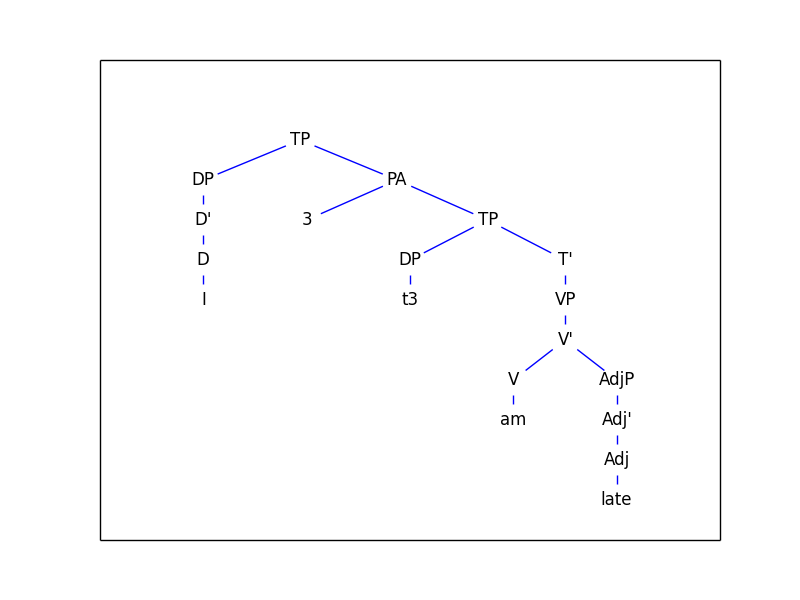 TP
DP PA
D' 3 TP
D DP T'
I t3 VP
V'
V AdjP
am Adj'
Adj
late